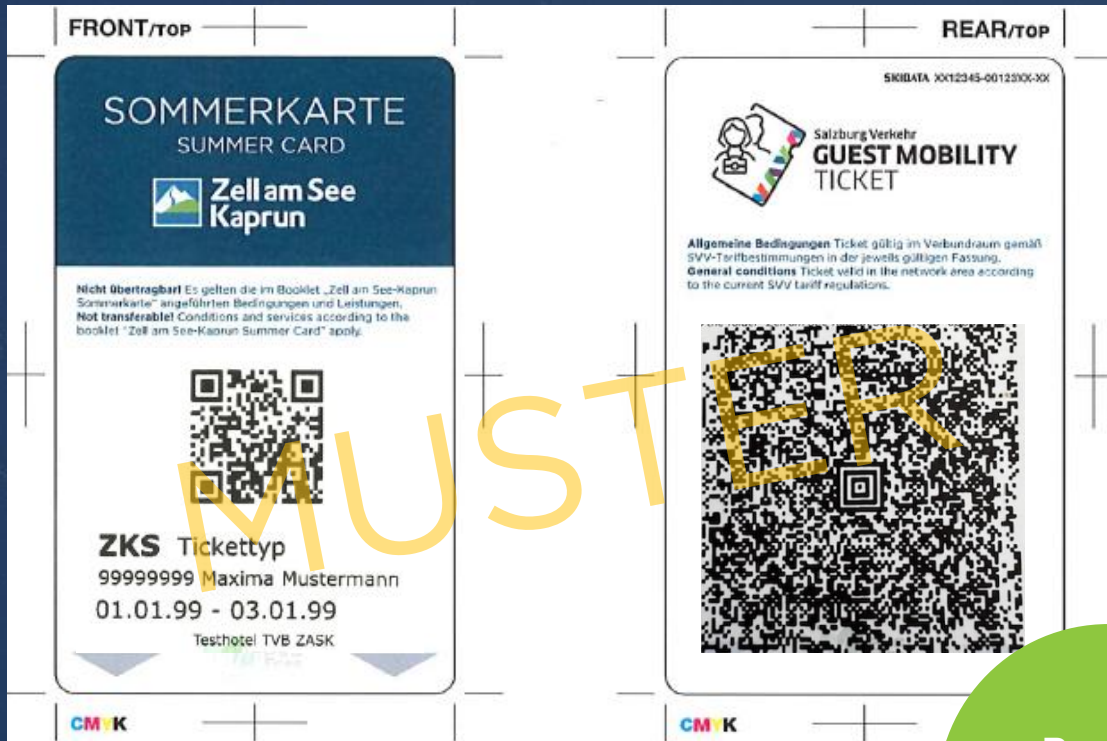 FRONT/TOP
SOMMERKARTE
SUMMER CARD
Zell am See
Kaprun
Nicht übertragbar! Es gelten die im Booklet „Zell am See-Kaprun
Sommerkarte" angeführten Bedingungen und Leistungen.
Not transferable! Conditions and services according to the
booklet "Zell am See-Kaprun Summer Card" apply.
ZKS Tickettyp
99999999 Maxima Mustermann
01.01.99 - 03.01.99
Testhotel TVB ZASK
CMYK
REAR/TOP
SKIDATA XX12345-00123XX-XX
Salzburg Verkehr
GUEST MOBILITY
TICKET
Allgemeine Bedingungen Ticket gültig im Verbundraum gemäß
SVV-Tarifbestimmungen in der jeweils gültigen Fassung.
General conditions Ticket valid in the network area according
to the current SVV tariff regulations.
CMYK
MUSTER